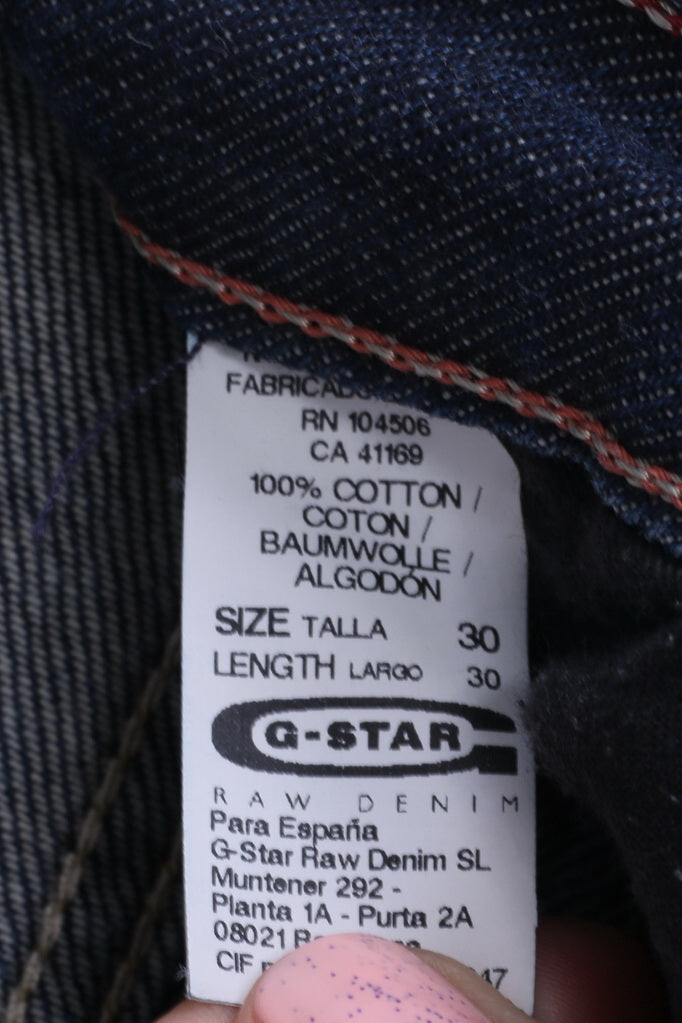 FABRICADO
RN 104506
CA 41169
100% COTTON /
COTON /
BAUMWOLLE /
ALGODÓN
SIZE TALLA 30
LENGTH LARGO 30
G-STAR
RAW DENIM
Para España
G-Star Raw Denim SL
Muntener 292 -
Planta 1A - Purta 2A
08021
CIF 47